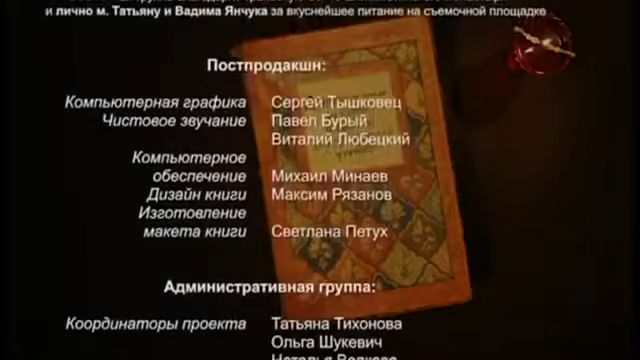 и лично м. Татьяну и Вадима Янчука за вкуснейшее питание на съемочной площадке
Постпродакшн:
Компьютерная графика Сергей Тышковец
Чистовое звучание Павел Бурый
Виталий Любецкий
Компьютерное
обеспечение Михаил Минаев
Дизайн книги Максим Рязанов
Изготовление
макета книги Светлана Петух
Административная группа:
Координаторы проекта Татьяна Тихонова
Ольга Шукевич